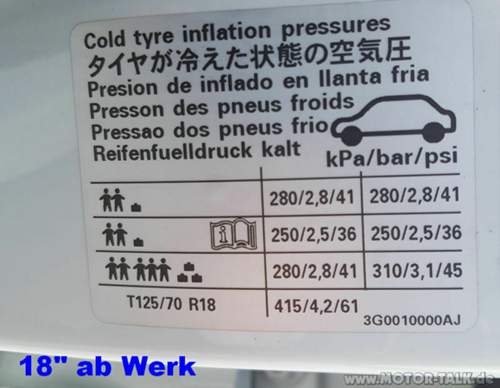 Cold tyre inflation pressures
タイヤが冷えた状態の空気圧
Presion de inflado en llanta fria
Presson des pneus froids
Pressao dos pneus frio
Reifenfuelldruck kalt
kPa/bar/psi
280/2,8/41 280/2,8/41
i 250/2,5/36 250/2,5/36
280/2,8/41 310/3,1/45
T125/70 R18 415/4,2/61
3G0010000AJ
18" ab Werk
www.MOTOR-TALK.de